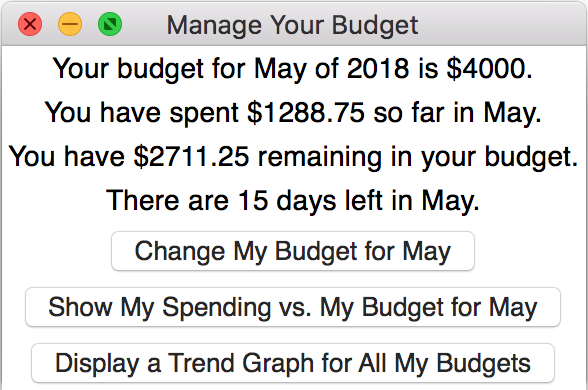 Manage Your Budget
Your budget for May of 2018 is $4000.
You have spent $1288.75 so far in May.
You have $2711.25 remaining in your budget.
There are 15 days left in May.
Change My Budget for May
Show My Spending vs. My Budget for May
Display a Trend Graph for All My Budgets